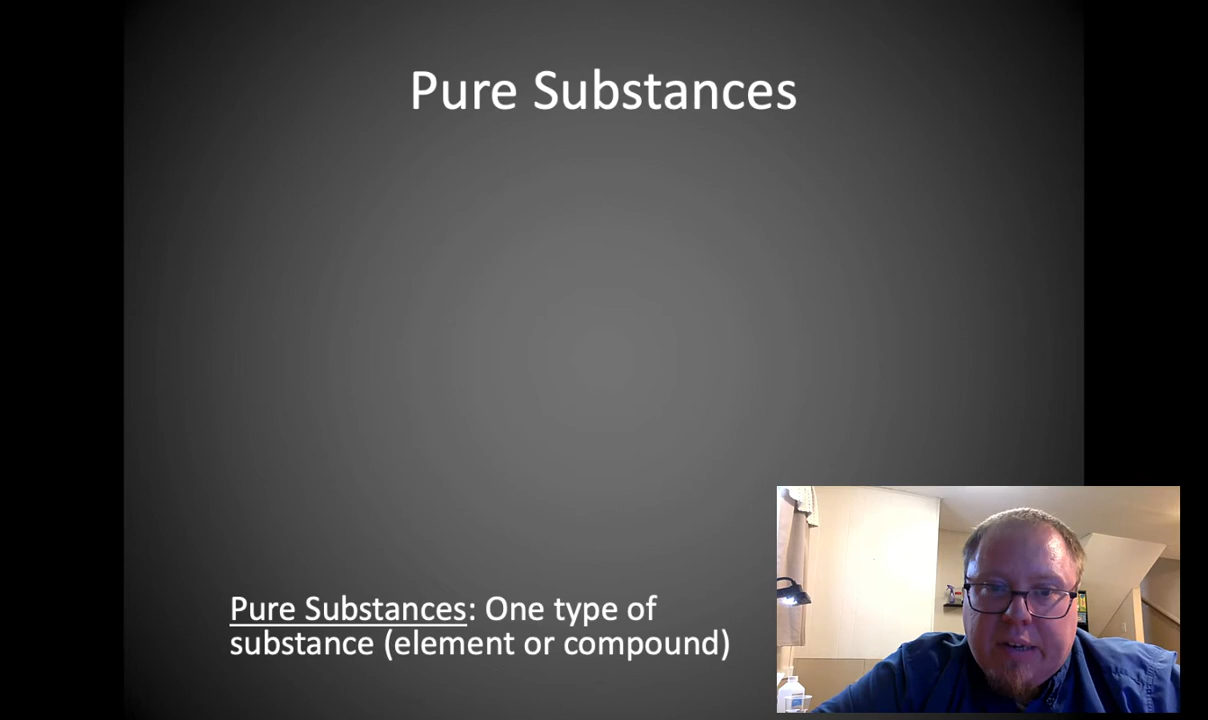 Pure Substances
Pure Substances: One type of
substance (element or compound)